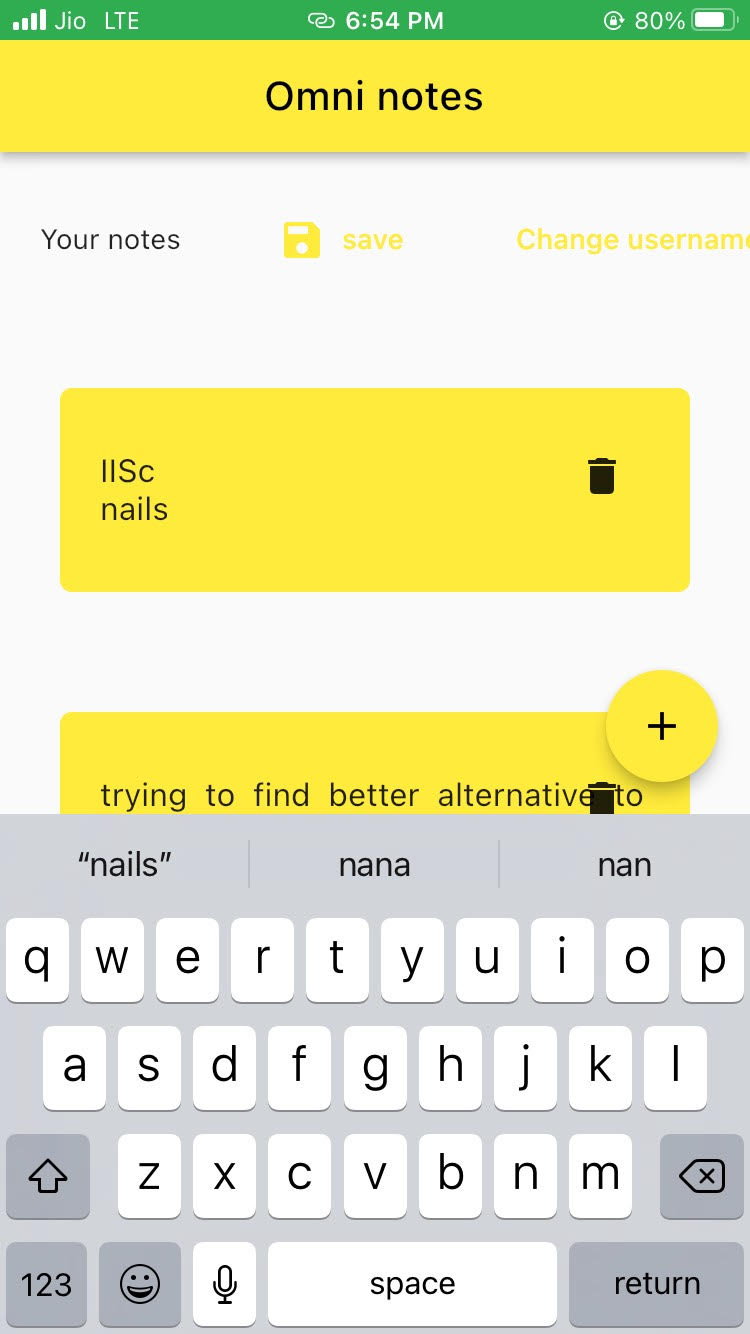 Jio LTE 6:54 PM 80%
Omni notes
Your notes save Change username
IISc
nails
trying to find better alternative to
“nails” nana nan
q w e r t y u i o p
a s d f g h j k l
z x c v b n m
123 space return